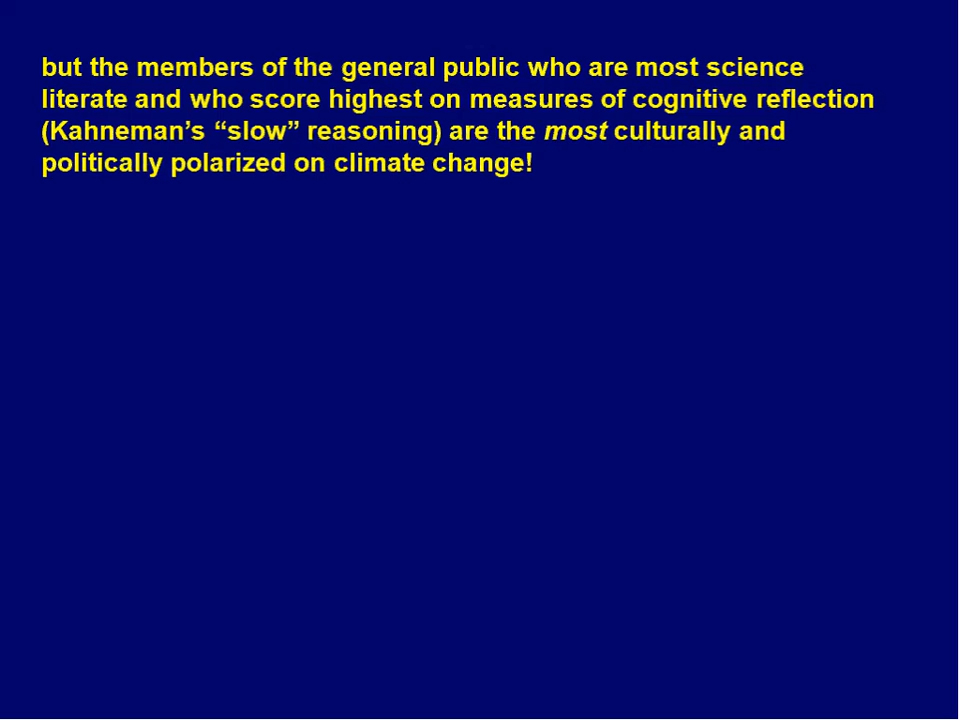 but the members of the general public who are most science
literate and who score highest on measures of cognitive reflection
(Kahneman’s “slow” reasoning) are the most culturally and
politically polarized on climate change!